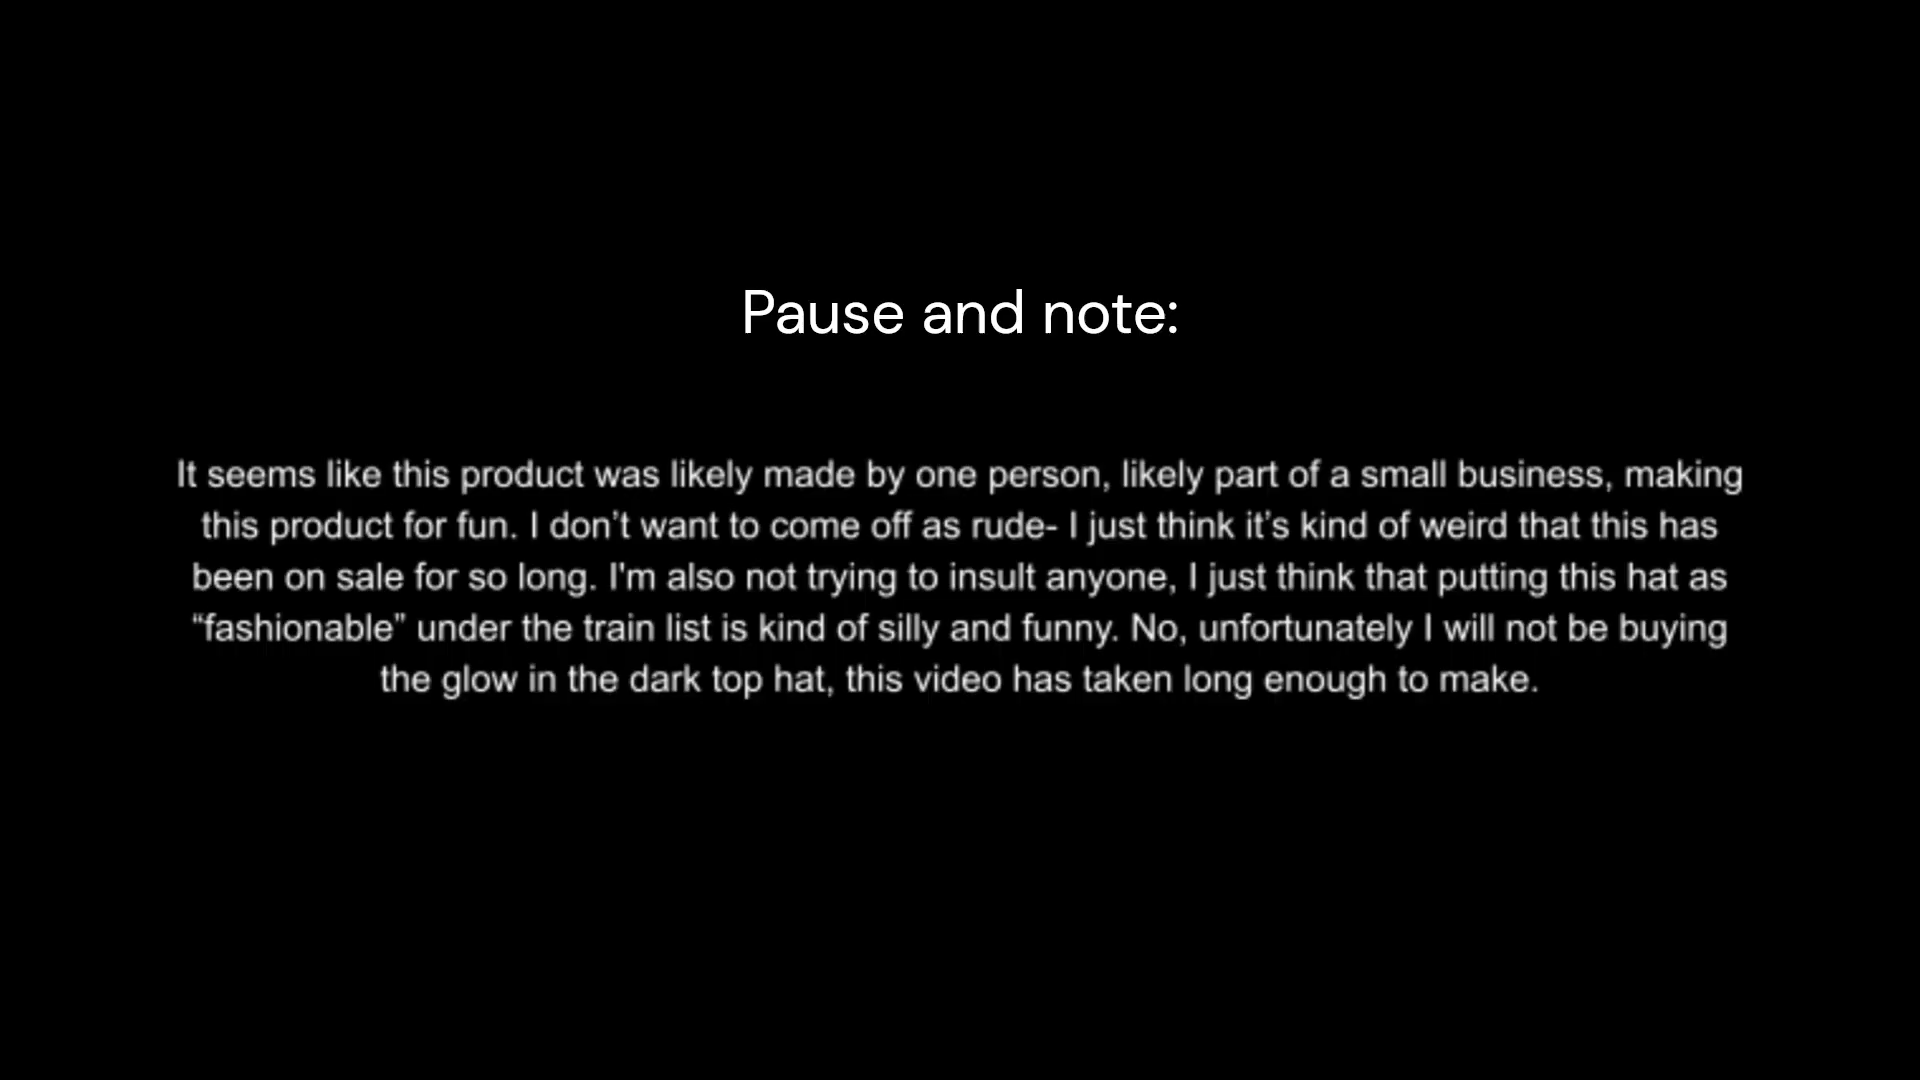 Pause and note:
It seems like this product was likely made by one person, likely part of a small business, making
this product for fun. I don’t want to come off as rude- I just think it’s kind of weird that this has
been on sale for so long. I'm also not trying to insult anyone, I just think that putting this hat as
“fashionable” under the train list is kind of silly and funny. No, unfortunately I will not be buying
the glow in the dark top hat, this video has taken long enough to make.